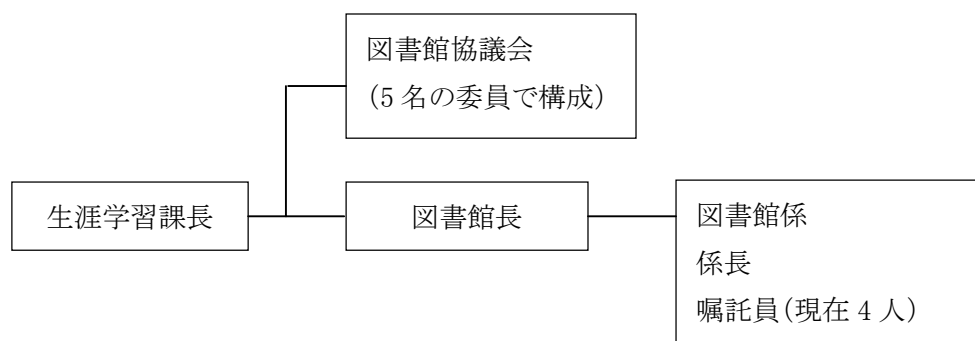 図書館協議会
(5 名の委員で構成)
生涯学習課長
図書館長
図書館係
係長
嘱託員(現在 4 人)